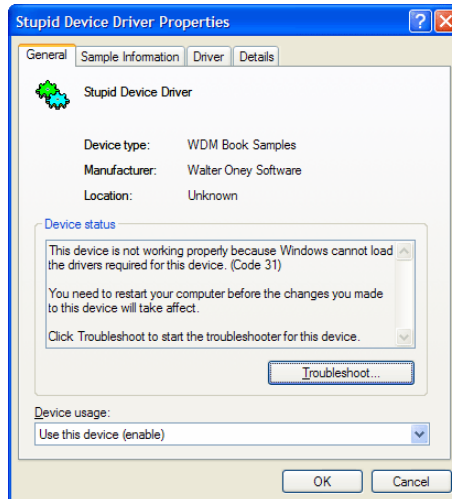 Stupid Device Driver Properties
General
Sample Information
Driver
Details
Stupid Device Driver
Device type: WDM Book Samples
Manufacturer: Walter Oney Software
Location: Unknown
Device status
This device is not working properly because Windows cannot load
the drivers required for this device. (Code 31)
You need to restart your computer before the changes you made
to this device will take affect.
Click Troubleshoot to start the troubleshooter for this device.
Troubleshoot...
Device usage:
Use this device (enable)
OK
Cancel